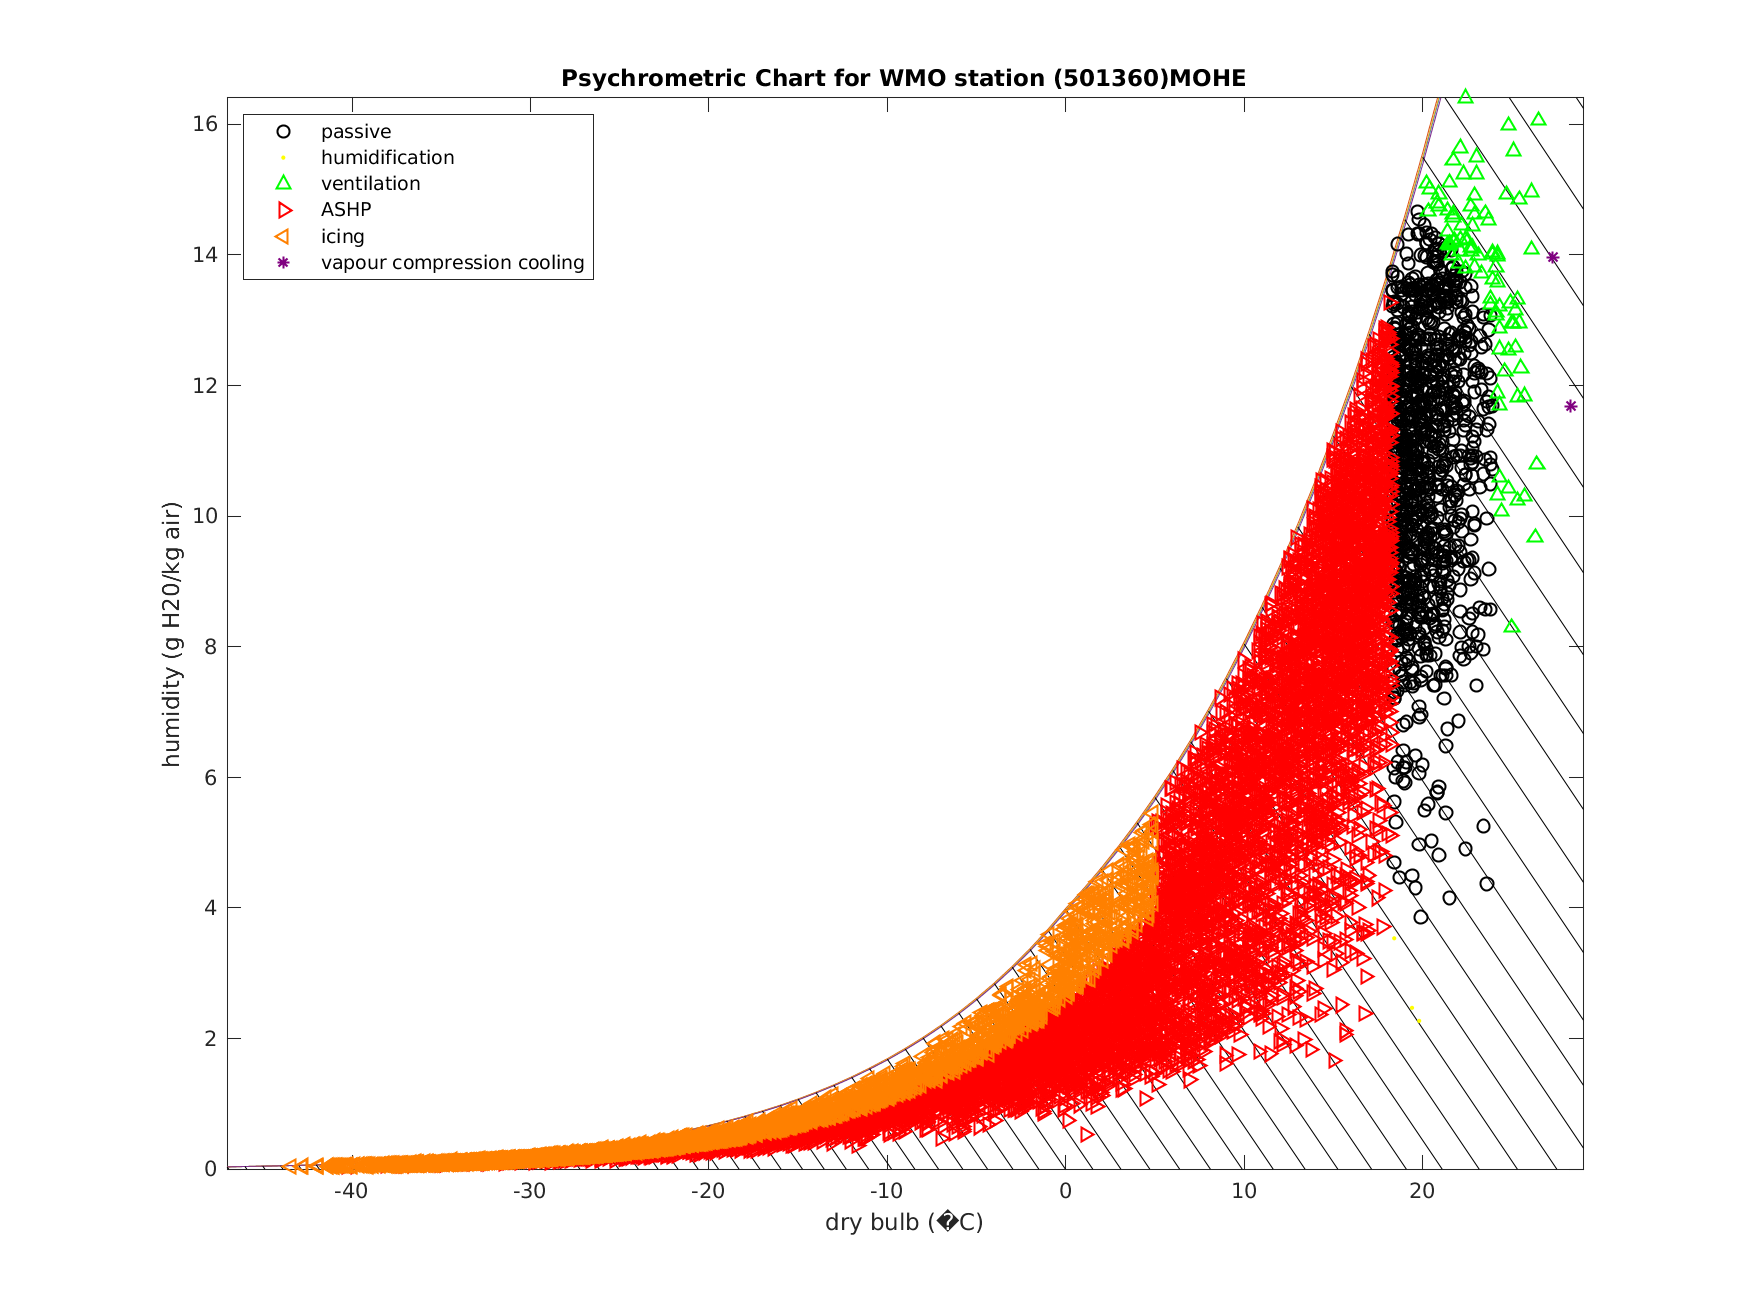 Psychrometric Chart for WMO station (501360)MOHE
passive
humidification
ventilation
ASHP
icing
vapour compression cooling
humidity (g H20/kg air)
16
14
12
10
8
6
4
2
0
-40 -30 -20 -10 0 10 20
dry bulb (�C)